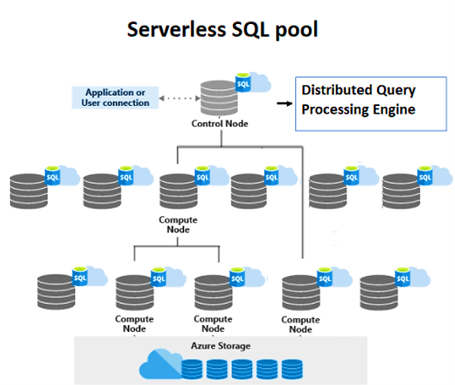 Serverless SQL pool
SQL
Application or
User connection
Control Node
Distributed Query
Processing Engine
SQL SQL SQL SQL SQL SQL
Compute
Node
SQL SQL SQL SQL SQL
Compute Compute Compute
Node Node Node
Azure Storage